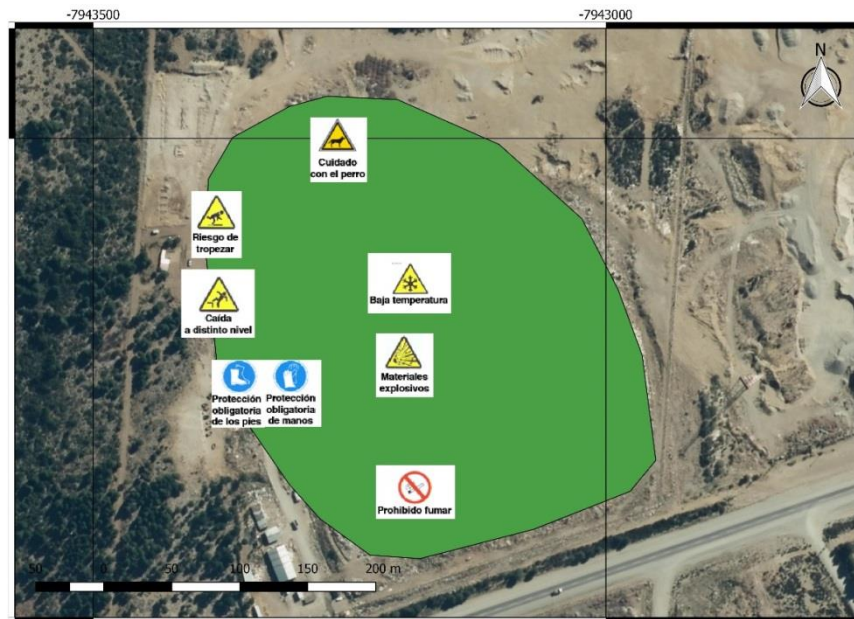 -7943500
-7943000
N
Cuidado
con el perro
Riesgo de
tropezar
Baja temperatura
Caída
a distinto nivel
Materiales
explosivos
Protección
obligatoria
de los pies
Protección
obligatoria
de manos
Prohibido fumar
50 0 50 100 150 200 m